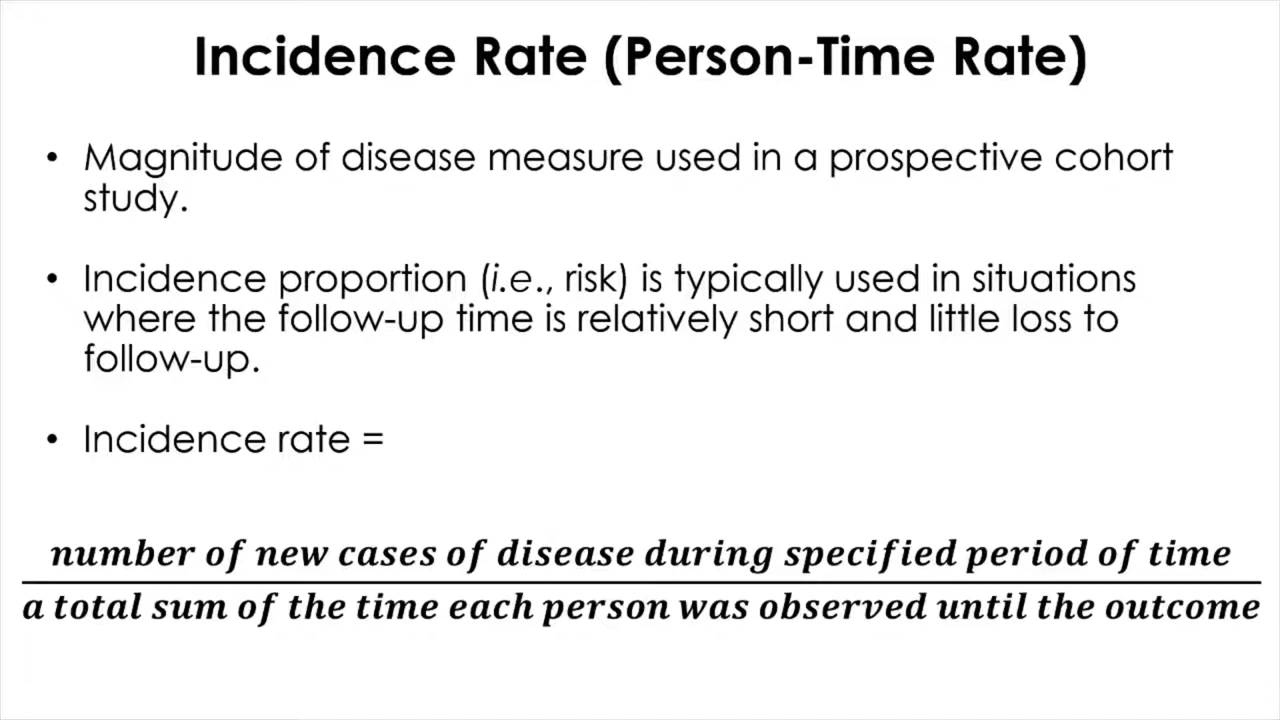 Incidence Rate (Person-Time Rate)
• Magnitude of disease measure used in a prospective cohort
study.
• Incidence proportion (i.e., risk) is typically used in situations
where the follow-up time is relatively short and little loss to
follow-up.
• Incidence rate =
number of new cases of disease during specified period of time
a total sum of the time each person was observed until the outcome